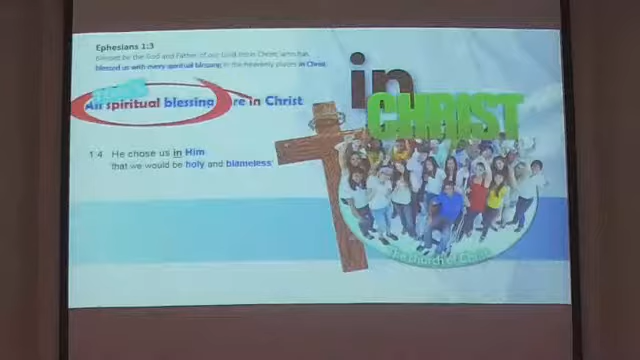 Ephesians 1:3
Blessed be the God and Father of our Lord Jesus Christ, who has
blessed us with every spiritual blessing in the heavenly places in Christ.
All spiritual blessing are in Christ
1:4 He chose us in Him
that we would be holy and blameless
in
CHRIST
The church of Christ